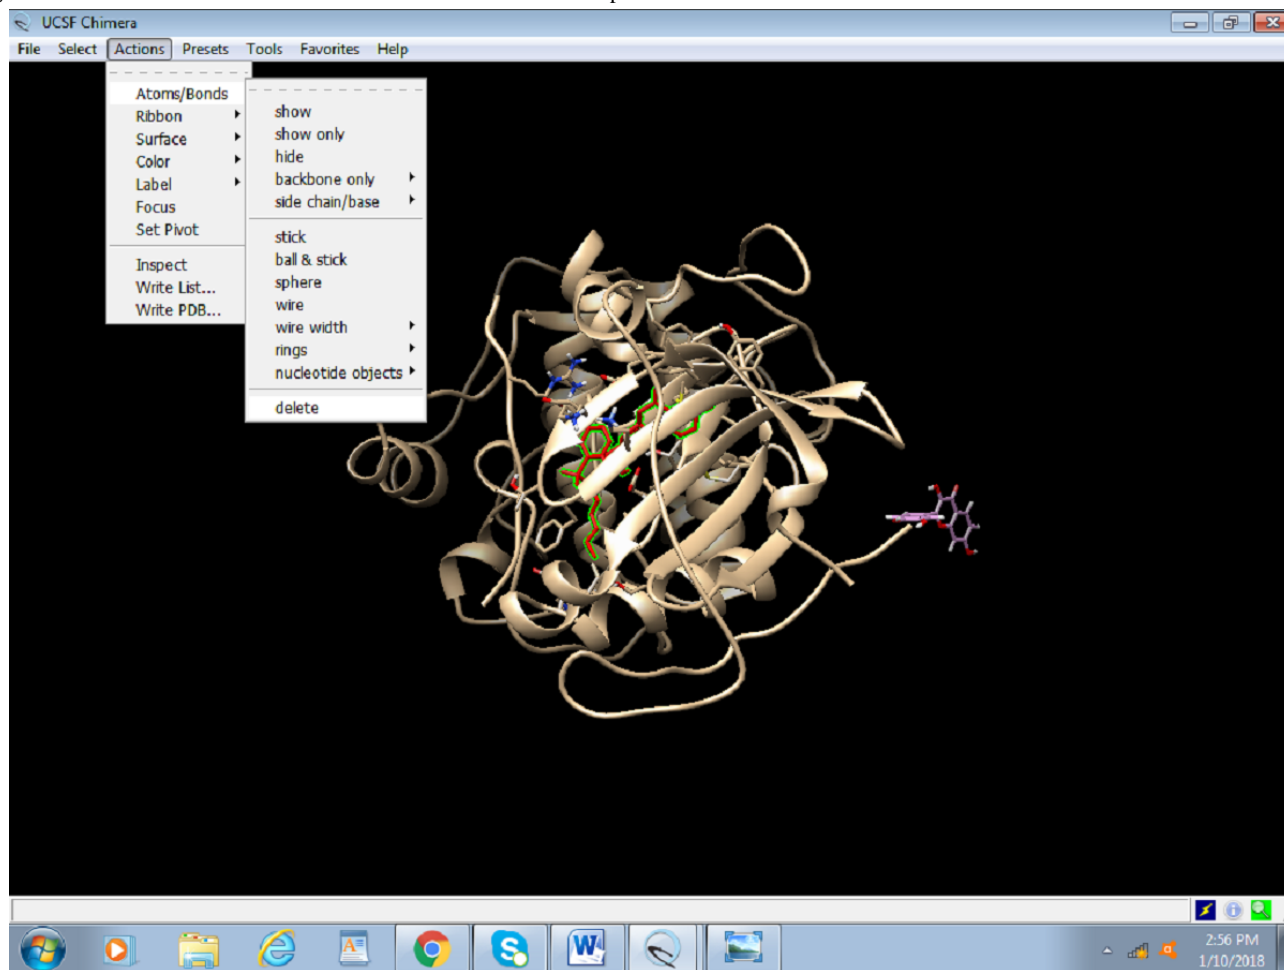 UCSF Chimera
File Select Actions Presets Tools Favorites Help
Atoms/Bonds
Ribbon
Surface
Color
Label
Focus
Set Pivot
Inspect
Write List...
Write PDB...
show
show only
hide
backbone only
side chain/base
stick
ball & stick
sphere
wire
wire width
rings
nucleotide objects
delete
2:56 PM
1/10/2018